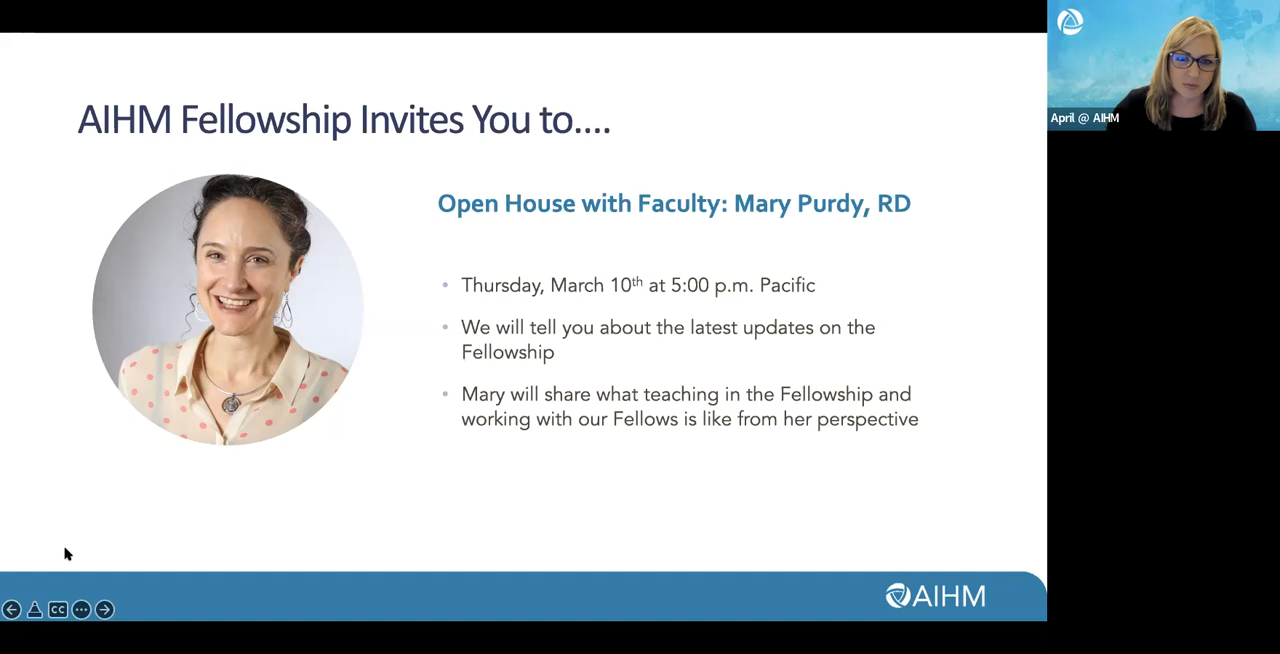 AIHM Fellowship Invites You to....
April @ AIHM
Open House with Faculty: Mary Purdy, RD
• Thursday, March 10th at 5:00 p.m. Pacific
• We will tell you about the latest updates on the
Fellowship
• Mary will share what teaching in the Fellowship and
working with our Fellows is like from her perspective
CC
AIHM